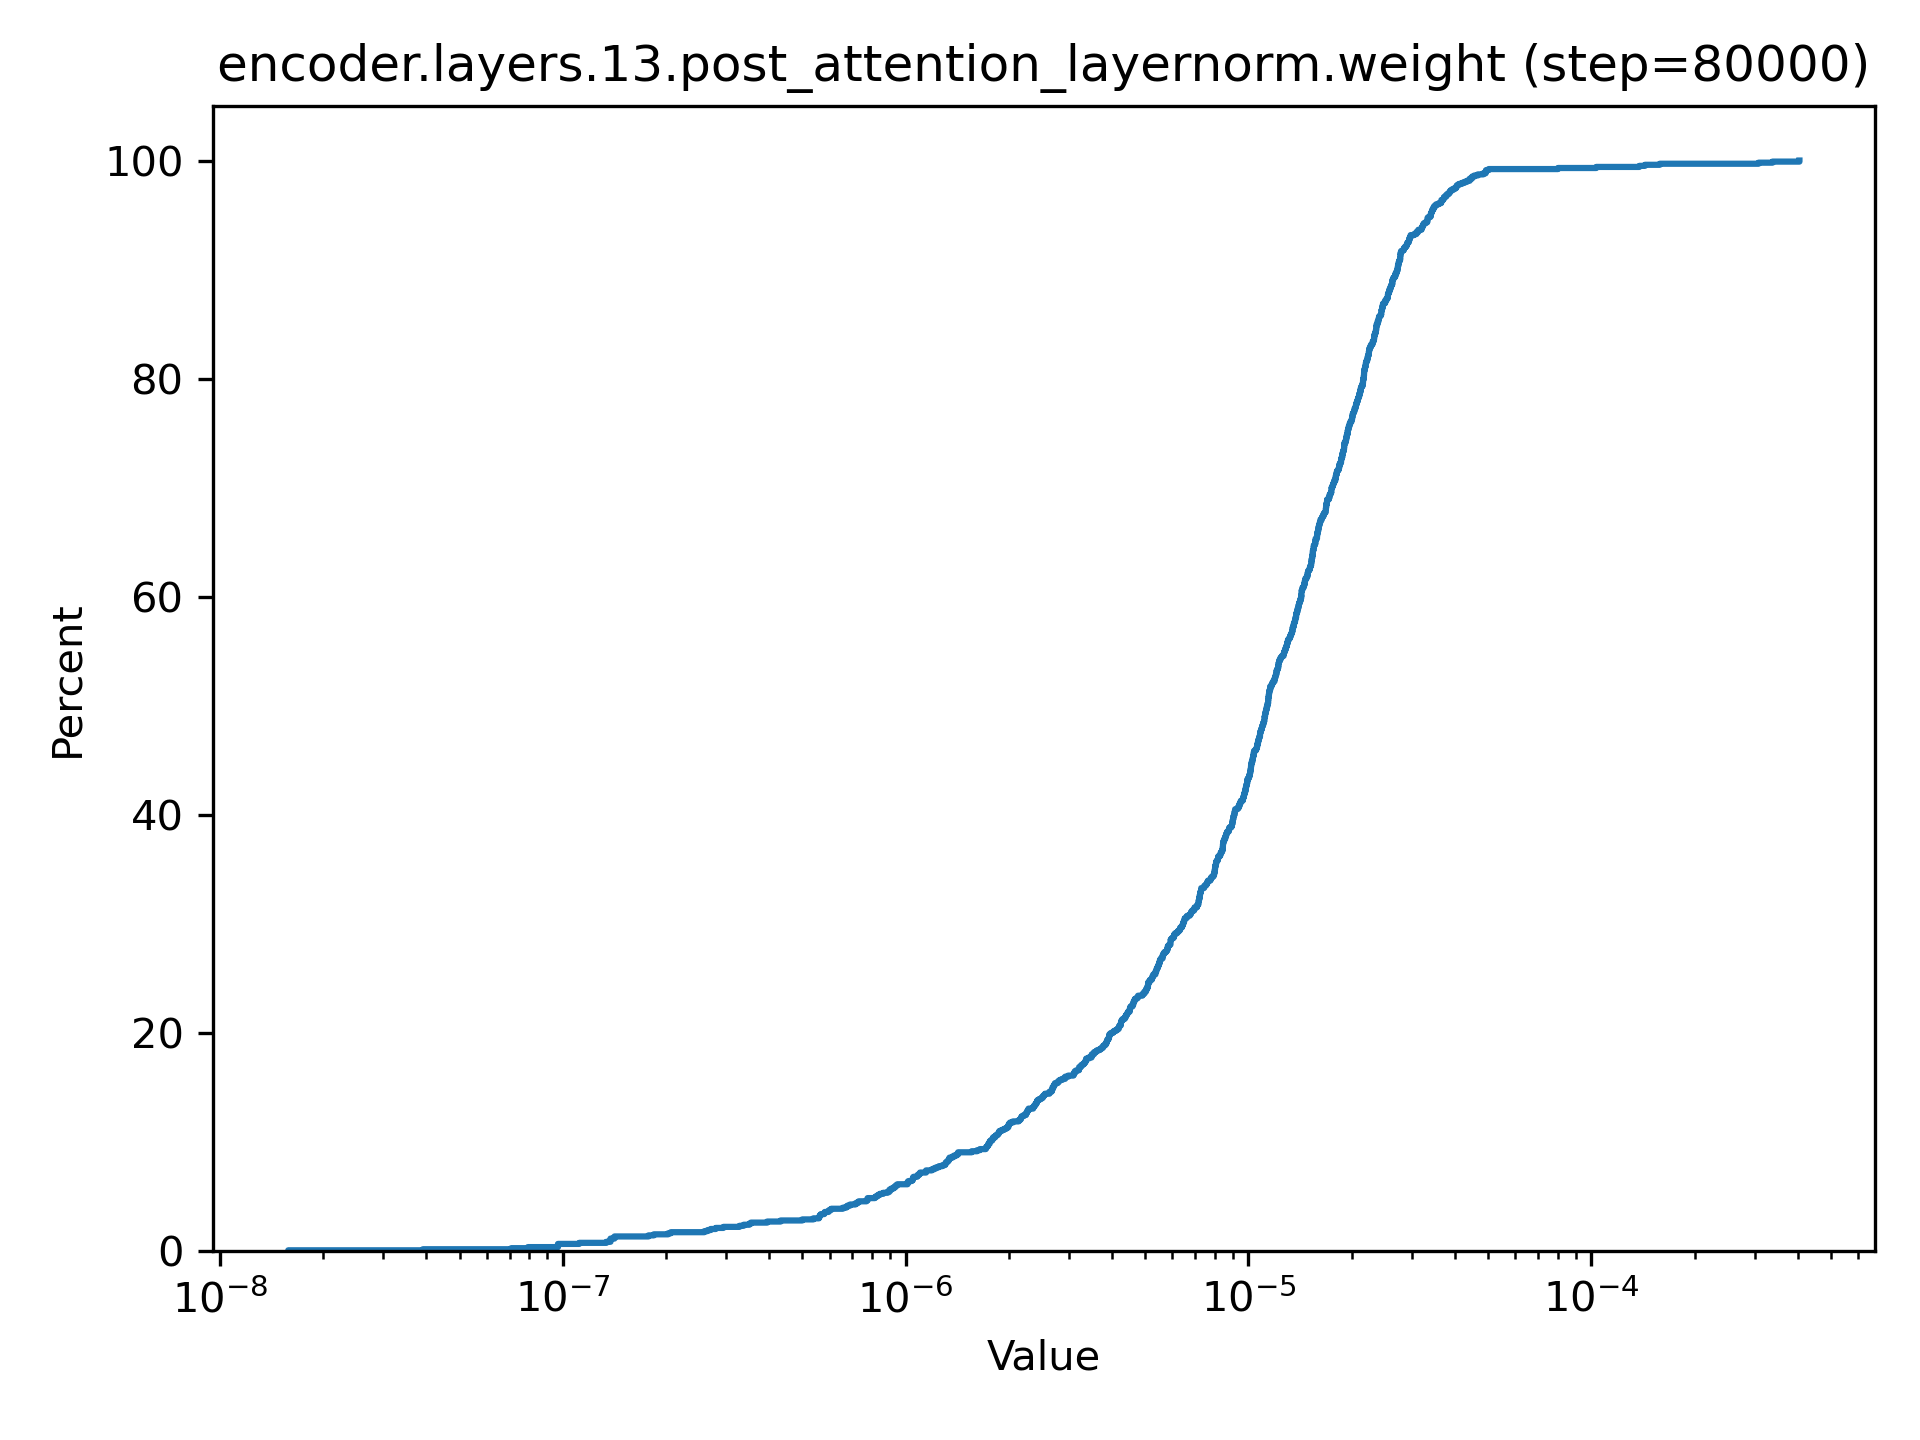 encoder.layers.13.post_attention_layernorm.weight (step=80000)
100
80
60
40
20
0
Percent
10⁻⁸ 10⁻⁷ 10⁻⁶ 10⁻⁵ 10⁻⁴
Value